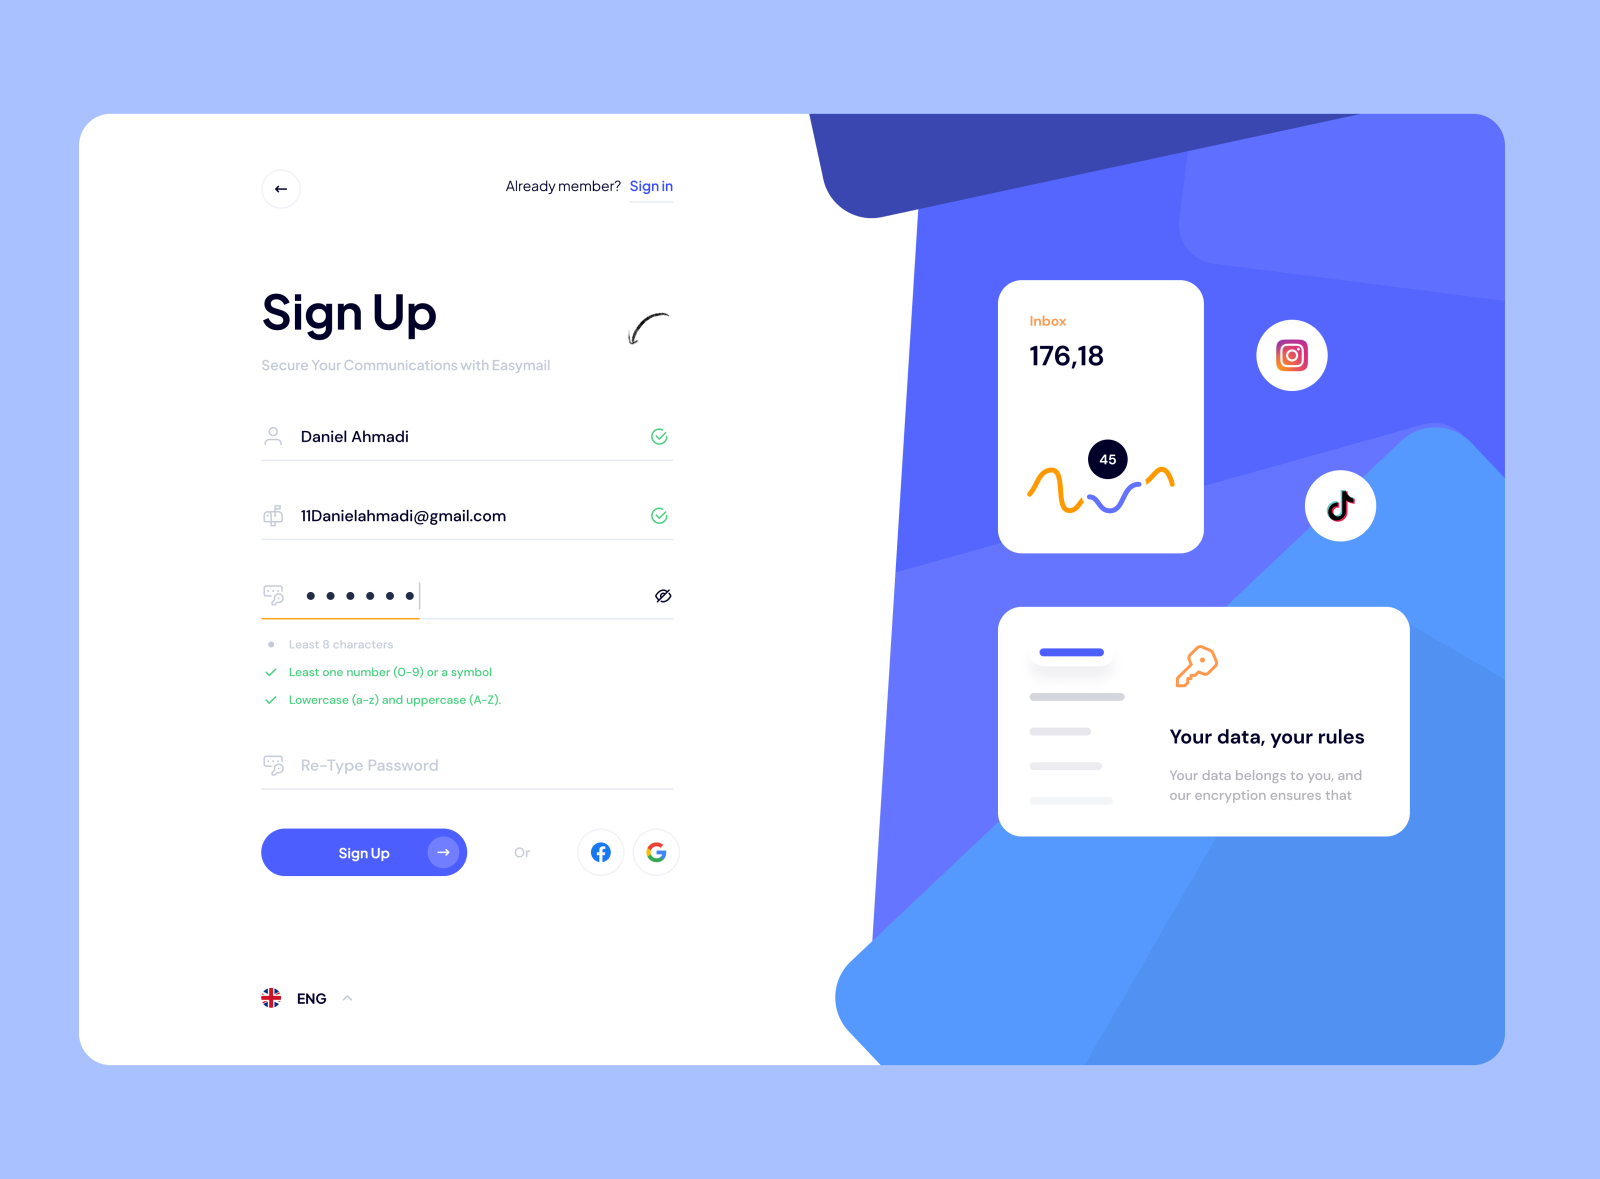 Already member? Sign in
Sign Up
Secure Your Communications with Easymail
Daniel Ahmadi
11Danielahmadi@gmail.com
Least 8 characters
Least one number (0-9) or a symbol
Lowercase (a-z) and uppercase (A-Z).
Re-Type Password
Sign Up
Or
ENG
Inbox
176,18
45
Your data, your rules
Your data belongs to you, and
our encryption ensures that